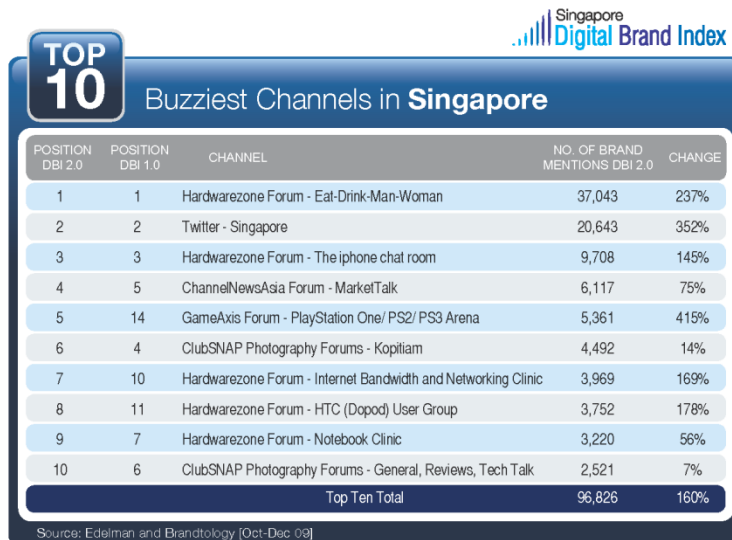 Singapore
Digital Brand Index
TOP
10
Buzziest Channels in Singapore
POSITION DBI 2.0 POSITION DBI 1.0 CHANNEL NO. OF BRAND MENTIONS DBI 2.0 CHANGE
1 1 Hardwarezone Forum - Eat-Drink-Man-Woman 37,043 237%
2 2 Twitter - Singapore 20,643 352%
3 3 Hardwarezone Forum - The iphone chat room 9,708 145%
4 5 ChannelNewsAsia Forum - MarketTalk 6,117 75%
5 14 GameAxis Forum - PlayStation One/ PS2/ PS3 Arena 5,361 415%
6 4 ClubSNAP Photography Forums - Kopitiam 4,492 14%
7 10 Hardwarezone Forum - Internet Bandwidth and Networking Clinic 3,969 169%
8 11 Hardwarezone Forum - HTC (Dopod) User Group 3,752 178%
9 7 Hardwarezone Forum - Notebook Clinic 3,220 56%
10 6 ClubSNAP Photography Forums - General, Reviews, Tech Talk 2,521 7%
Top Ten Total 96,826 160%
Source: Edelman and Brandtology [Oct-Dec 09]